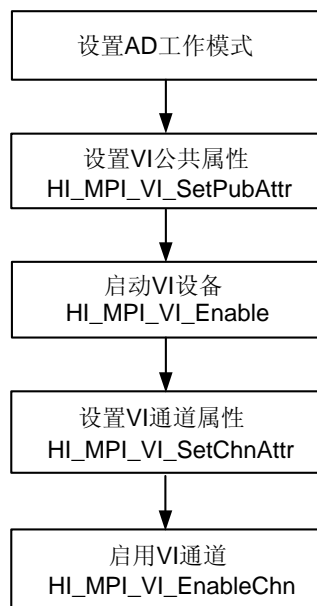 设置AD工作模式
设置VI公共属性
HI_MPI_VI_SetPubAttr
启动VI设备
HI_MPI_VI_Enable
设置VI通道属性
HI_MPI_VI_SetChnAttr
启用VI通道
HI_MPI_VI_EnableChn